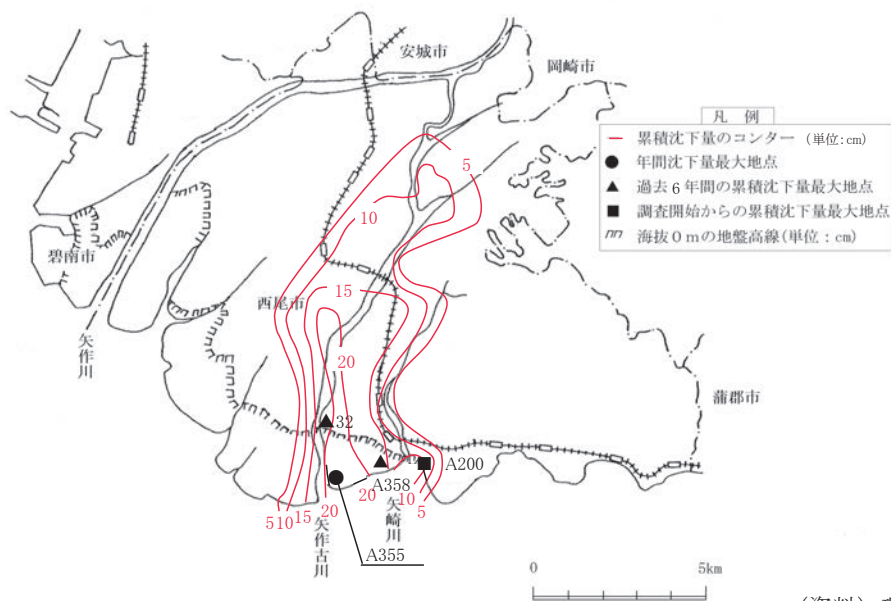 安城市
岡崎市
凡 例
累積沈下量のコンター (単位:cm)
年間沈下量最大地点
過去6年間の累積沈下量最大地点
調査開始からの累積沈下量最大地点
海抜0mの地盤高線(単位:cm)
5
10
碧南市
西尾市
15
矢作川
20
蒲郡市
32
A200
A358
20
10
5
5
10
15
20
矢作古川
矢崎川
A355
0
5km